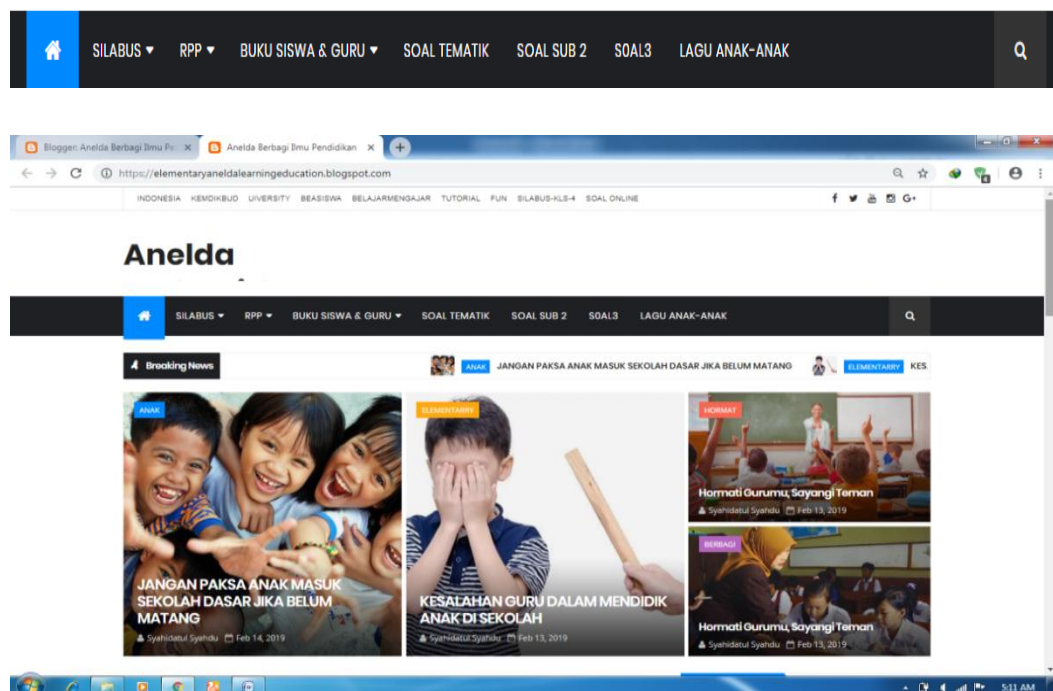 SILABUS RPP BUKU SISWA & GURU SOAL TEMATIK SOAL SUB 2 S0AL3 LAGU ANAK-ANAK
Blogger: Anelda Berbagi Ilmu Pe Anelda Berbagi Ilmu Pendidikan
https://elementaryaneldalearningeducation.blogspot.com
INDONESIA KEMDIKBUD UIVERSITY BEASISWA BELAJARMENGAJAR TUTORIAL FUN SILABUS-KLS-4 SOAL ONLINE
Anelda
SILABUS RPP BUKU SISWA & GURU SOAL TEMATIK SOAL SUB 2 S0AL3 LAGU ANAK-ANAK
Breaking News ANAK JANGAN PAKSA ANAK MASUK SEKOLAH DASAR JIKA BELUM MATANG ELEMENTARRY KES
ANAK
JANGAN PAKSA ANAK MASUK
SEKOLAH DASAR JIKA BELUM
MATANG
Syahidatul Syahdu Feb 14, 2019
ELEMENTARRY
KESALAHAN GURU DALAM MENDIDIK
ANAK DI SEKOLAH
Syahidatul Syahdu Feb 13, 2019
HORMAT
Hormati Gurumu, Sayangi Teman
Syahidatul Syahdu Feb 13, 2019
BERBAGI
Hormati Gurumu, Sayangi Teman
Syahidatul Syahdu Feb 13, 2019
5:11 AM